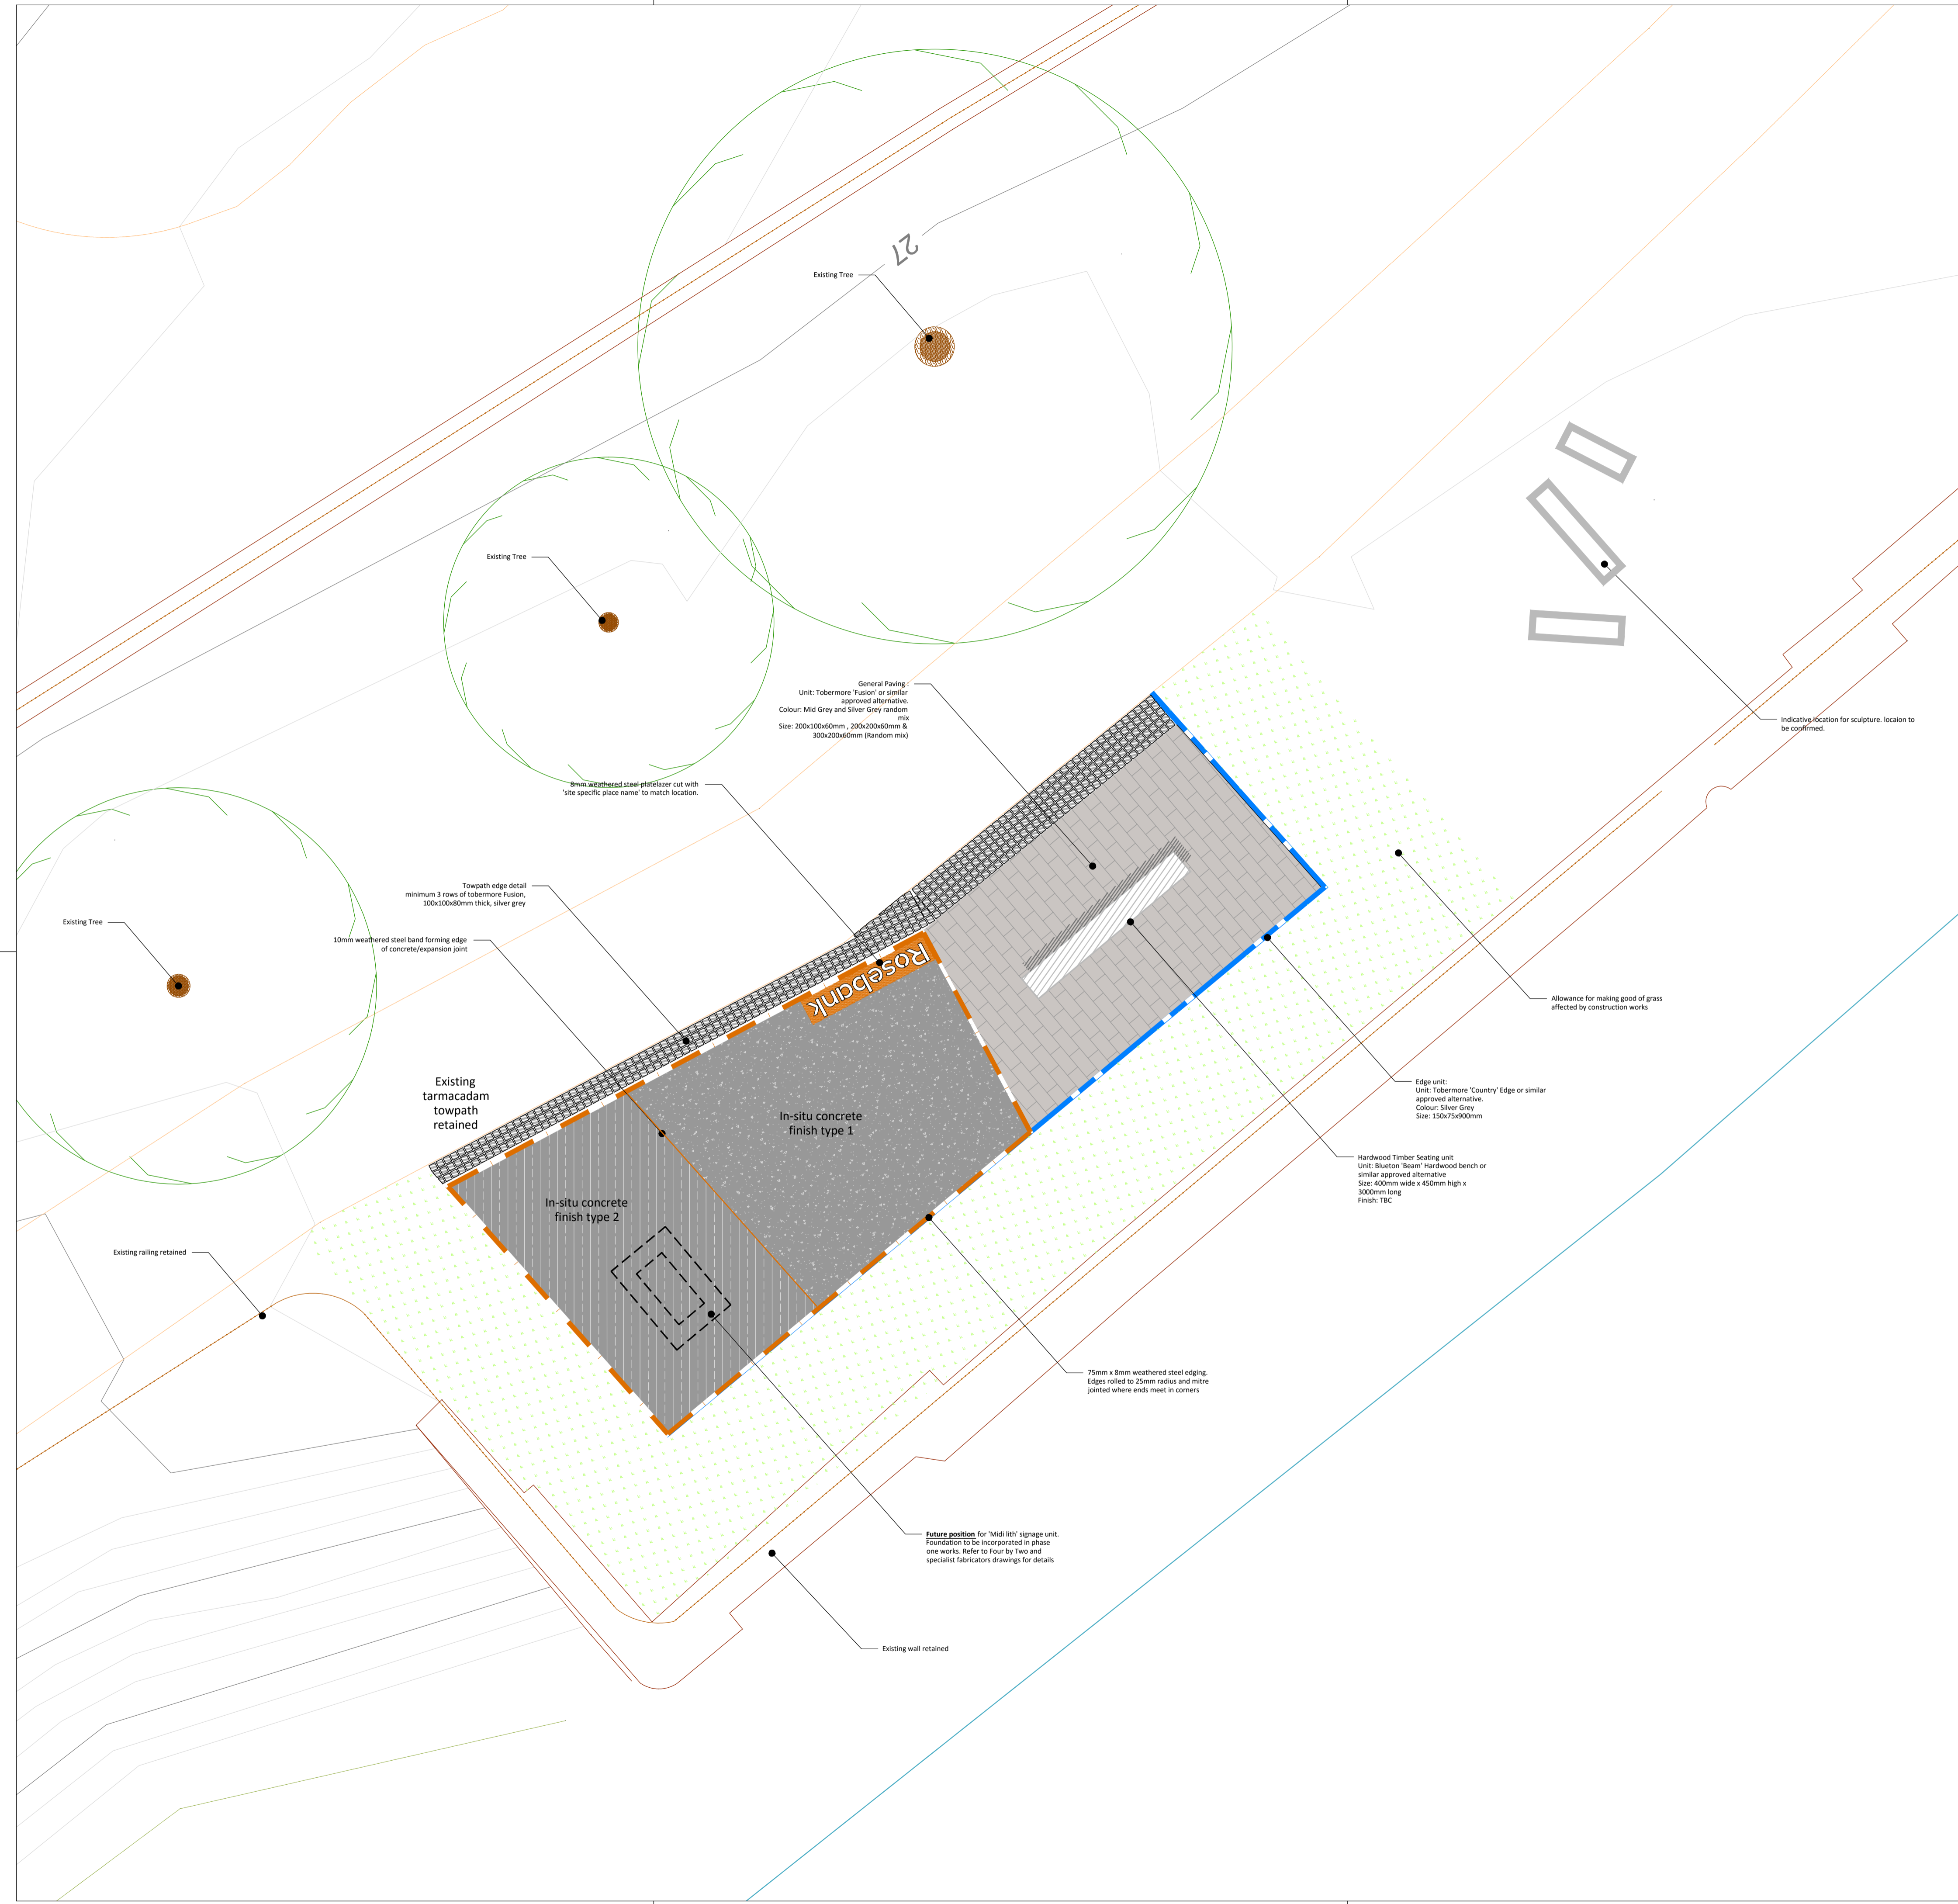 27
Existing Tree
Existing Tree
General Paving :
Unit: Tobermore 'Fusion' or similar
approved alternative.
Colour: Mid Grey and Silver Grey random
mix
Size: 200x100x60mm , 200x200x60mm &
300x200x60mm (Random mix)
Indicative location for sculpture. locaion to
be confirmed.
8mm weathered steel platelazer cut with
'site specific place name' to match location.
Towpath edge detail
minimum 3 rows of tobermore Fusion,
100x100x80mm thick, silver grey
Existing Tree
10mm weathered steel band forming edge
of concrete/expansion joint
Rosebank
Allowance for making good of grass
affected by construction works
Existing
tarmacadam
towpath
retained
In-situ concrete
finish type 1
Edge unit:
Unit: Tobermore 'Country' Edge or similar
approved alternative.
Colour: Silver Grey
Size: 150x75x900mm
Hardwood Timber Seating unit
Unit: Blueton 'Beam' Hardwood bench or
similar approved alternative
Size: 400mm wide x 450mm high x
3000mm long
Finish: TBC
In-situ concrete
finish type 2
Existing railing retained
75mm x 8mm weathered steel edging.
Edges rolled to 25mm radius and mitre
jointed where ends meet in corners
Future position for 'Midi lith' signage unit.
Foundation to be incorporated in phase
one works. Refer to Four by Two and
specialist fabricators drawings for details
Existing wall retained